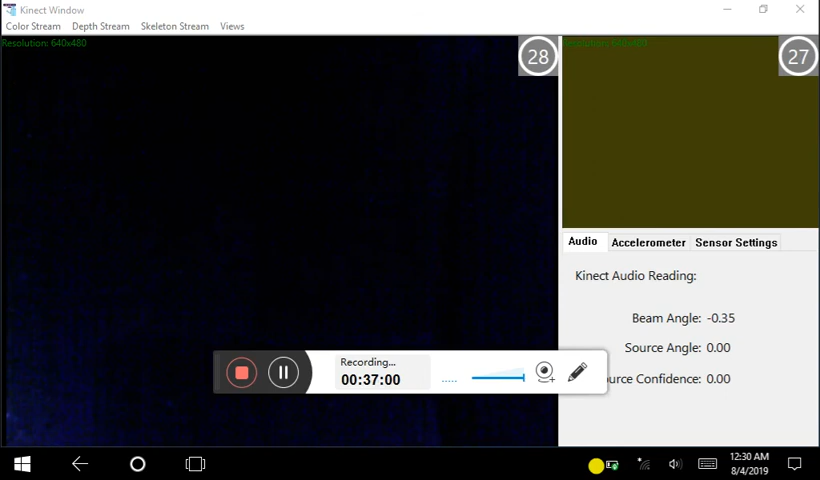 Kinect Window
Color Stream Depth Stream Skeleton Stream Views
Resolution: 640x480
28
27
Audio Accelerometer Sensor Settings
Kinect Audio Reading:
Beam Angle: -0.35
Source Angle: 0.00
ource Confidence: 0.00
Recording...
00:37:00
12:30 AM
8/4/2019